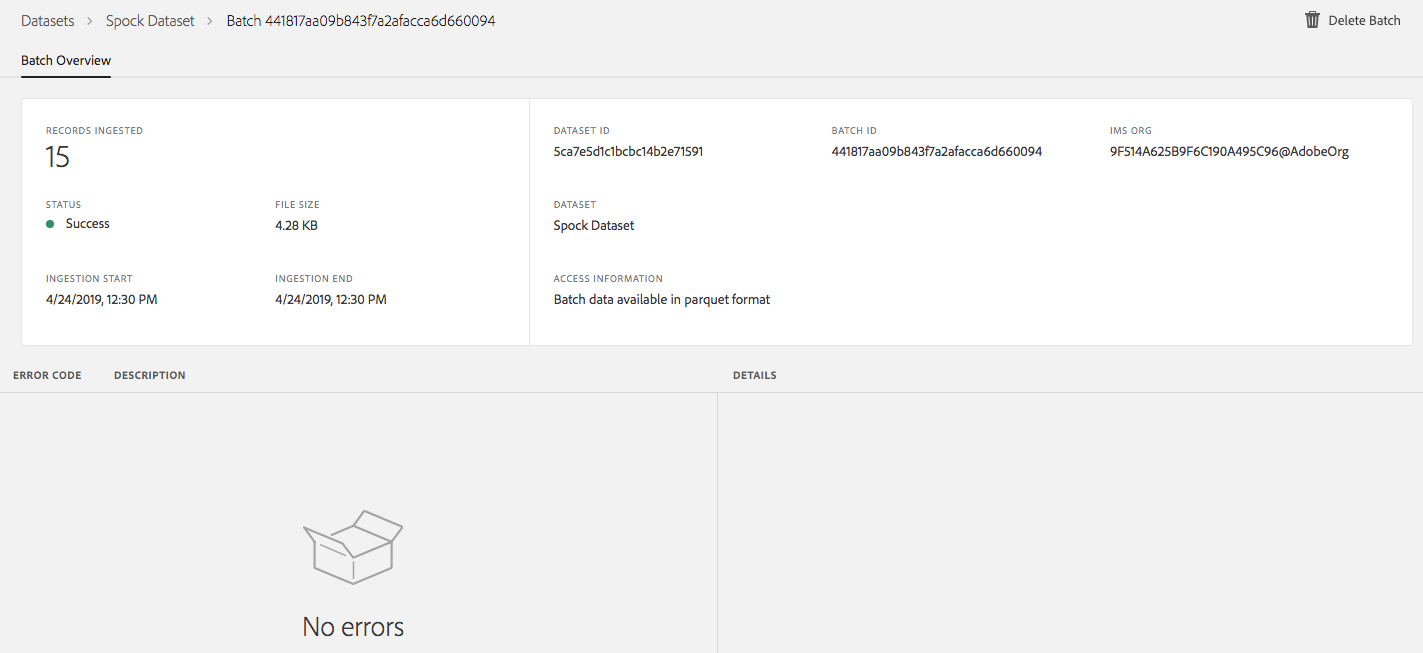 Datasets > Spock Dataset > Batch 441817aa09b843f7a2afacca6d660094
Delete Batch
Batch Overview
RECORDS INGESTED
15
STATUS
Success
FILE SIZE
4.28 KB
INGESTION START
4/24/2019, 12:30 PM
INGESTION END
4/24/2019, 12:30 PM
DATASET ID
5ca7e5d1c1bcbc14b2e71591
BATCH ID
441817aa09b843f7a2afacca6d660094
IMS ORG
9F514A625B9F6C190A495C96@AdobeOrg
DATASET
Spock Dataset
ACCESS INFORMATION
Batch data available in parquet format
ERROR CODE
DESCRIPTION
DETAILS
No errors